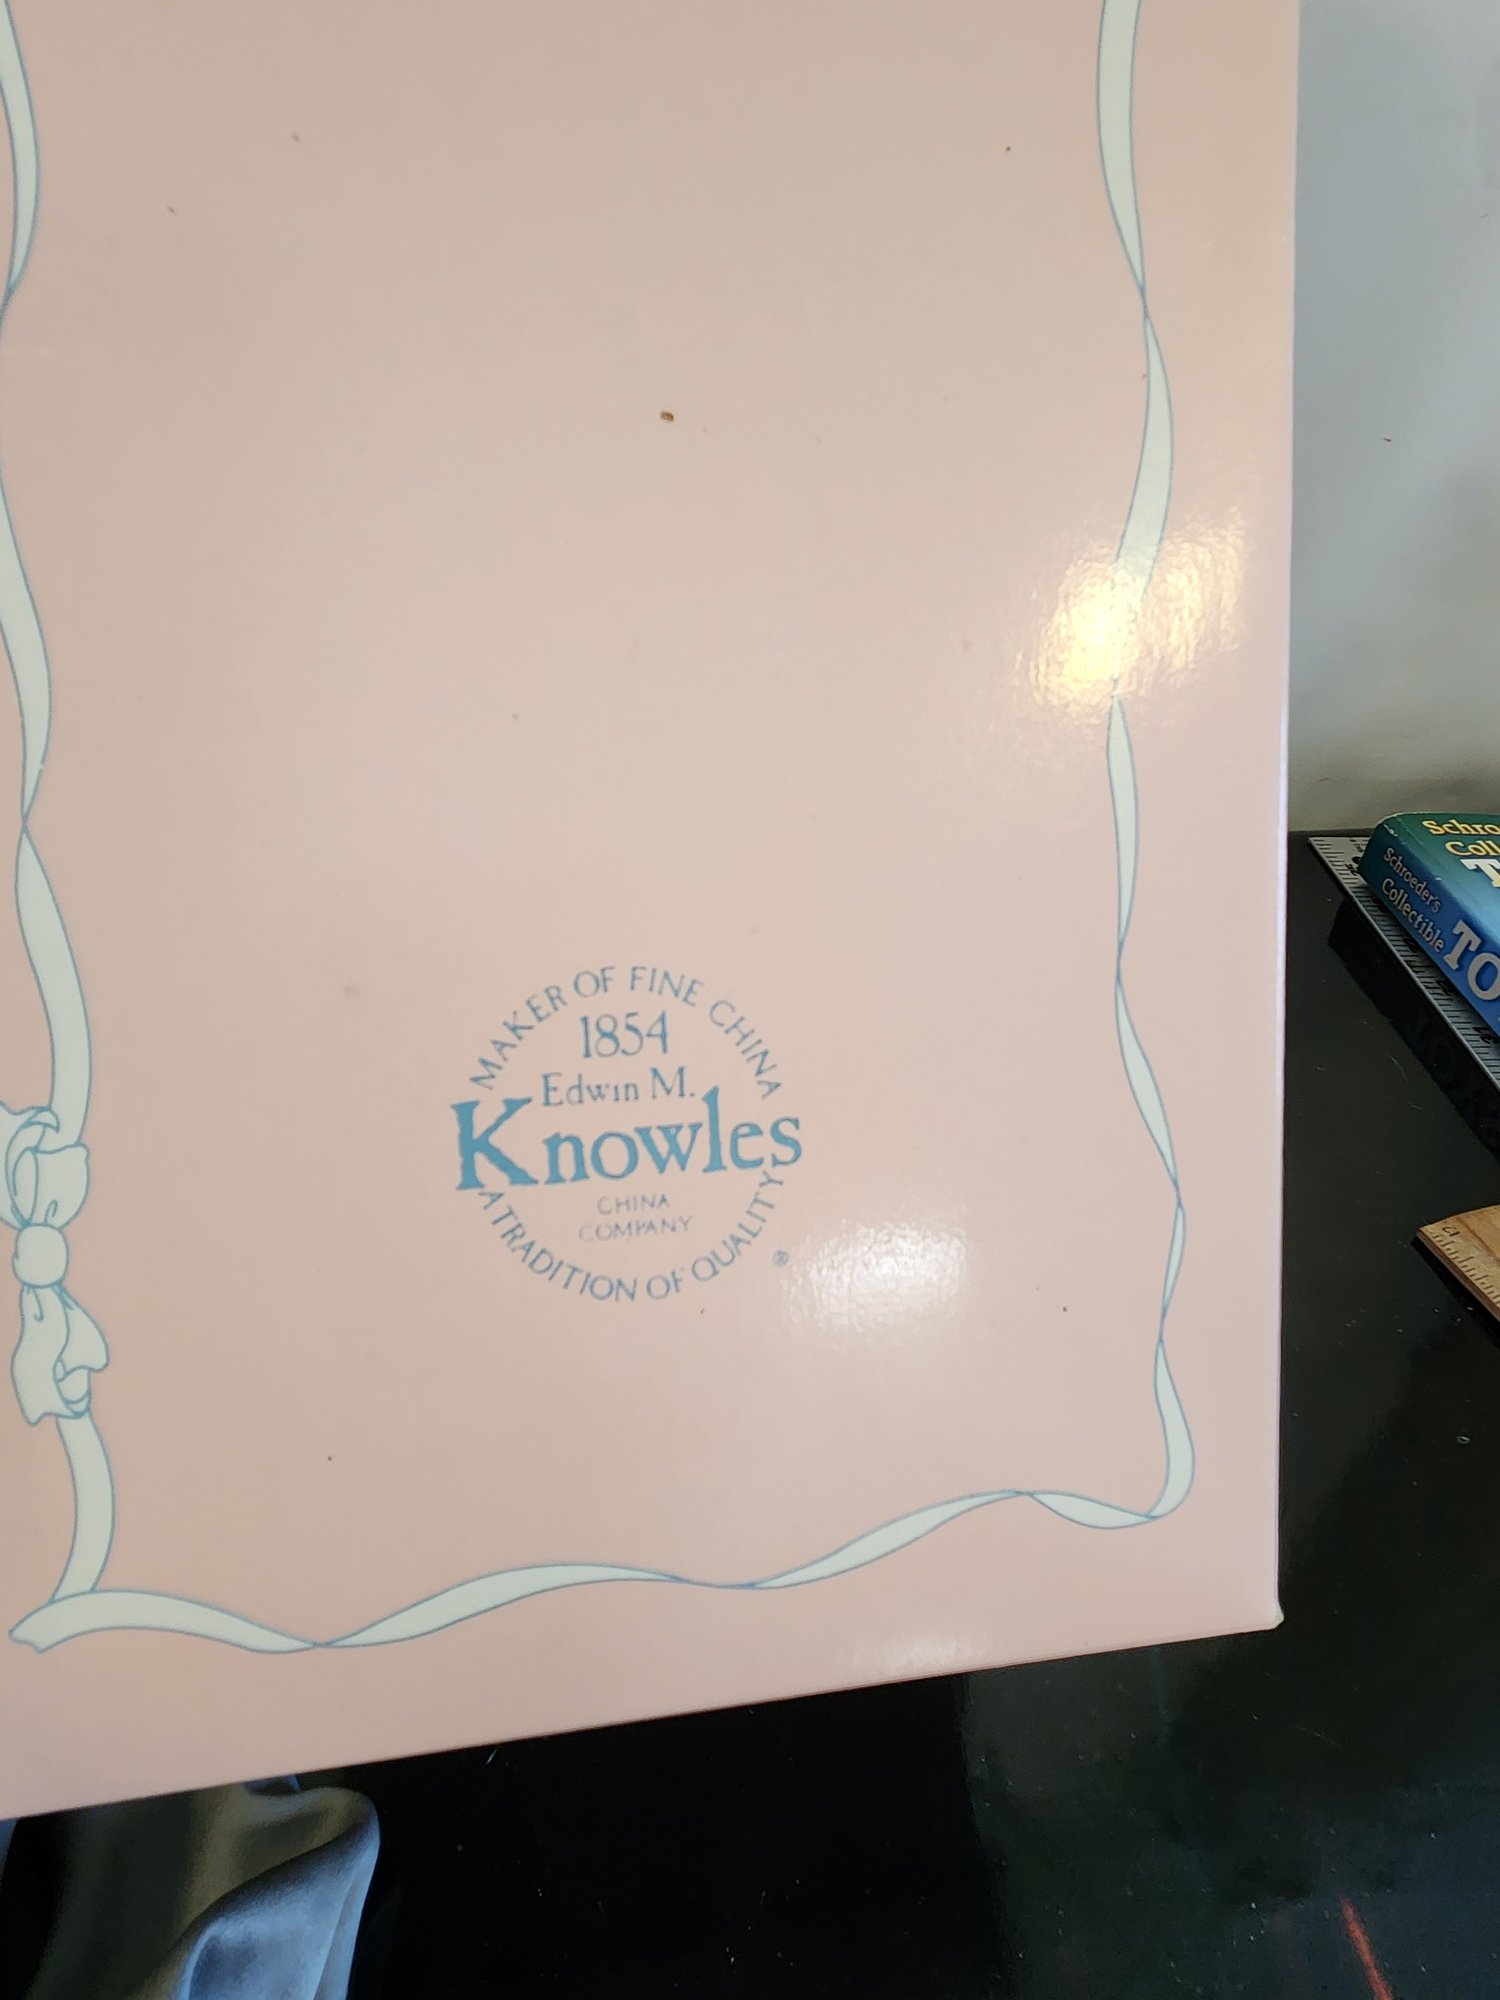 MAKER OF FINE CHINA
1854
Edwin M.
Knowles
CHINA
COMPANY
A TRADITION OF QUALITY
®
Schroeder's
Collectible